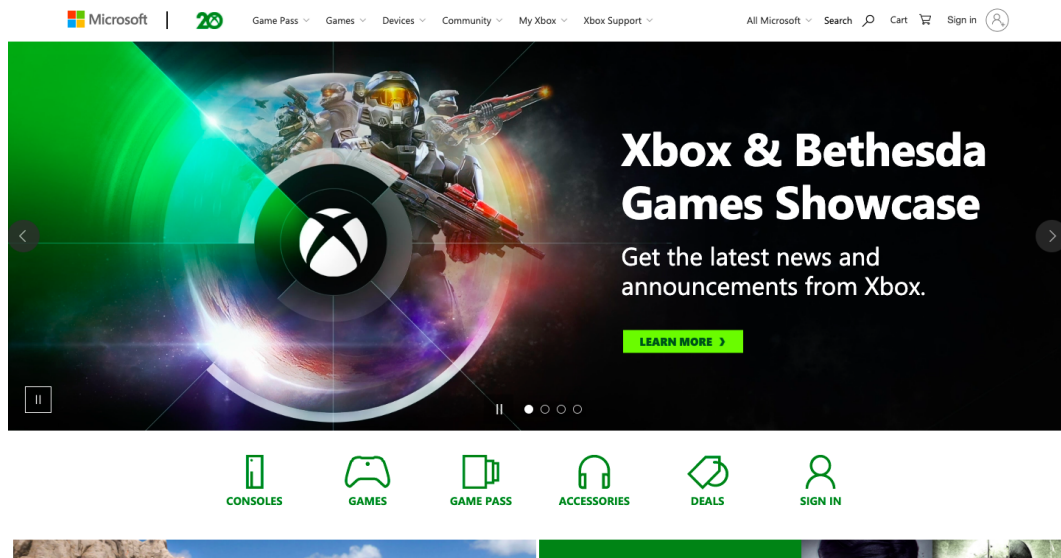 Microsoft
20
Game Pass
Games
Devices
Community
My Xbox
Xbox Support
All Microsoft
Search
Cart
Sign in
Xbox & Bethesda
Games Showcase
Get the latest news and
announcements from Xbox.
LEARN MORE
CONSOLES
GAMES
GAME PASS
ACCESSORIES
DEALS
SIGN IN